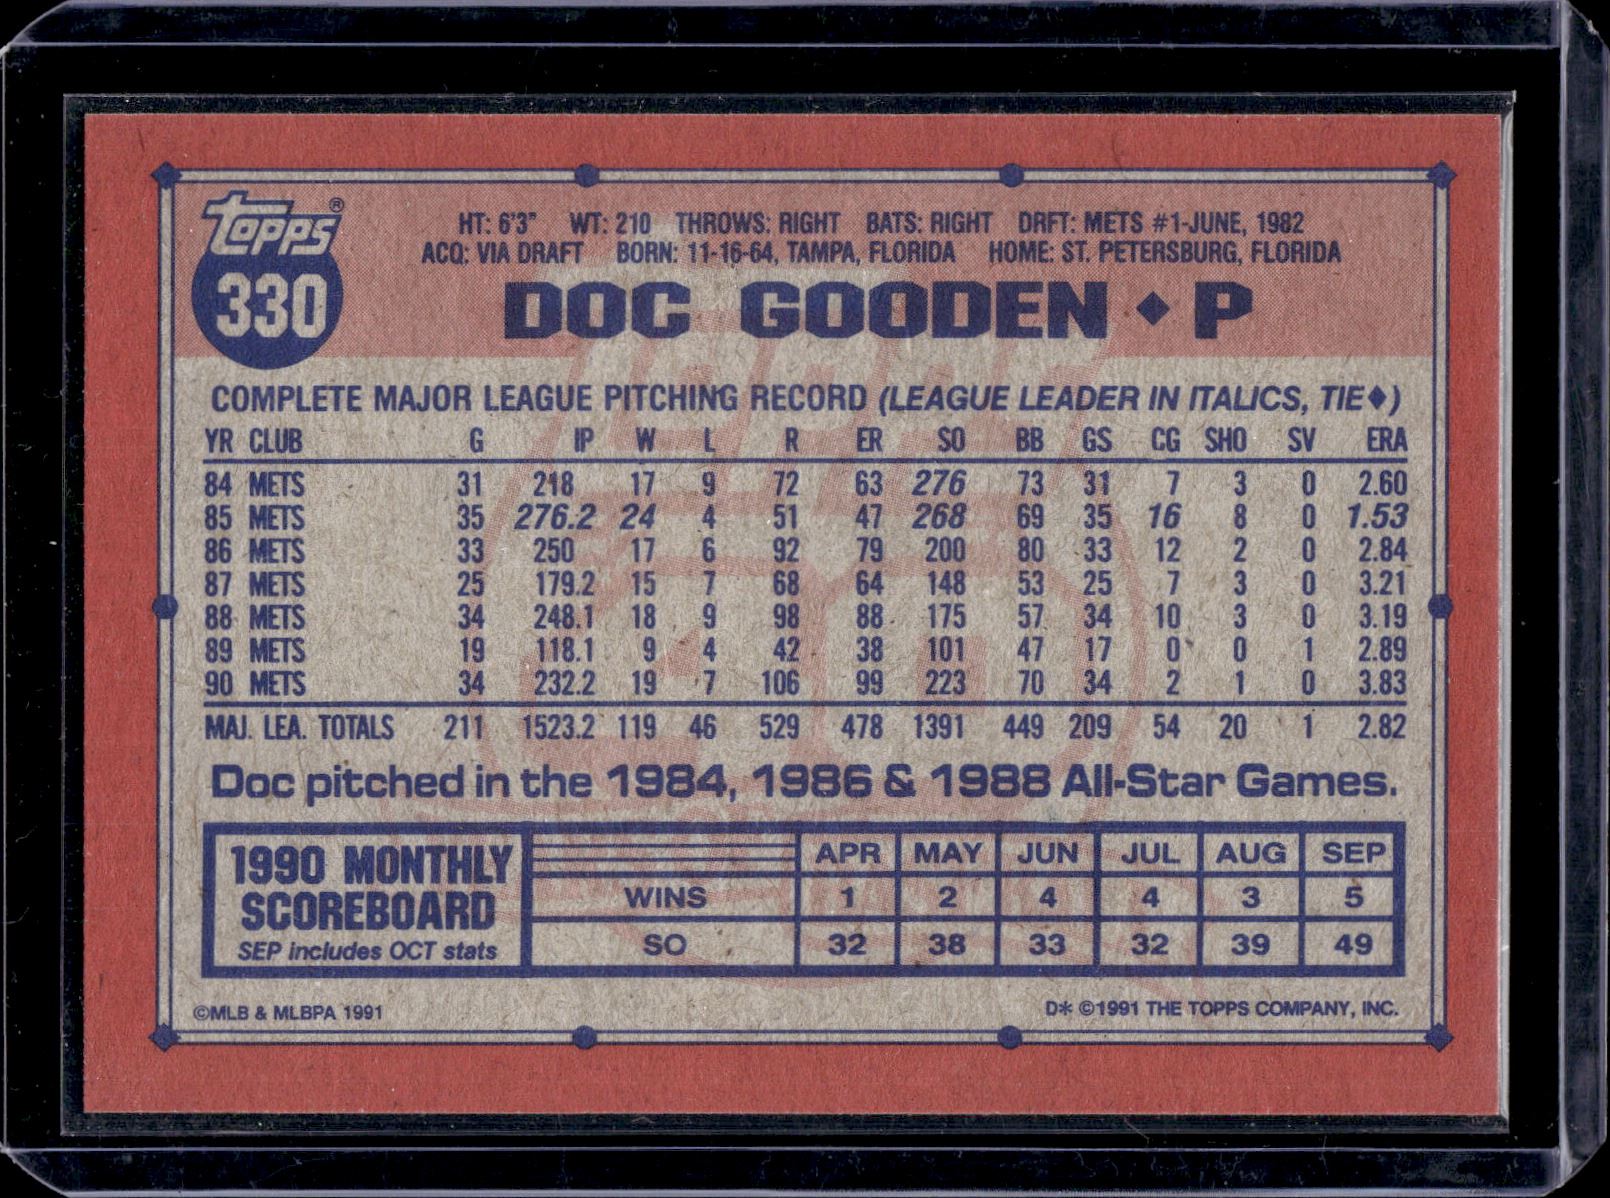 topps®
330
HT: 6'3" WT: 210 THROWS: RIGHT BATS: RIGHT DRFT: METS #1-JUNE, 1982
ACQ: VIA DRAFT BORN: 11-16-64, TAMPA, FLORIDA HOME: ST. PETERSBURG, FLORIDA
DOC GOODEN ♦ P
COMPLETE MAJOR LEAGUE PITCHING RECORD (LEAGUE LEADER IN ITALICS, TIE♦)
YR CLUB G IP W L R ER SO BB GS CG SHO SV ERA
84 METS 31 218 17 9 72 63 276 73 31 7 3 0 2.60
85 METS 35 276.2 24 4 51 47 268 69 35 16 8 0 1.53
86 METS 33 250 17 6 92 79 200 80 33 12 2 0 2.84
87 METS 25 179.2 15 7 68 64 148 53 25 7 3 0 3.21
88 METS 34 248.1 18 9 98 88 175 57 34 10 3 0 3.19
89 METS 19 118.1 9 4 42 38 101 47 17 0 0 1 2.89
90 METS 34 232.2 19 7 106 99 223 70 34 2 1 0 3.83
MAJ. LEA. TOTALS 211 1523.2 119 46 529 478 1391 449 209 54 20 1 2.82
Doc pitched in the 1984, 1986 & 1988 All-Star Games.
1990 MONTHLY
SCOREBOARD
SEP includes OCT stats
APR MAY JUN JUL AUG SEP
WINS 1 2 4 4 3 5
SO 32 38 33 32 39 49
©MLB & MLBPA 1991
D* ©1991 THE TOPPS COMPANY, INC.